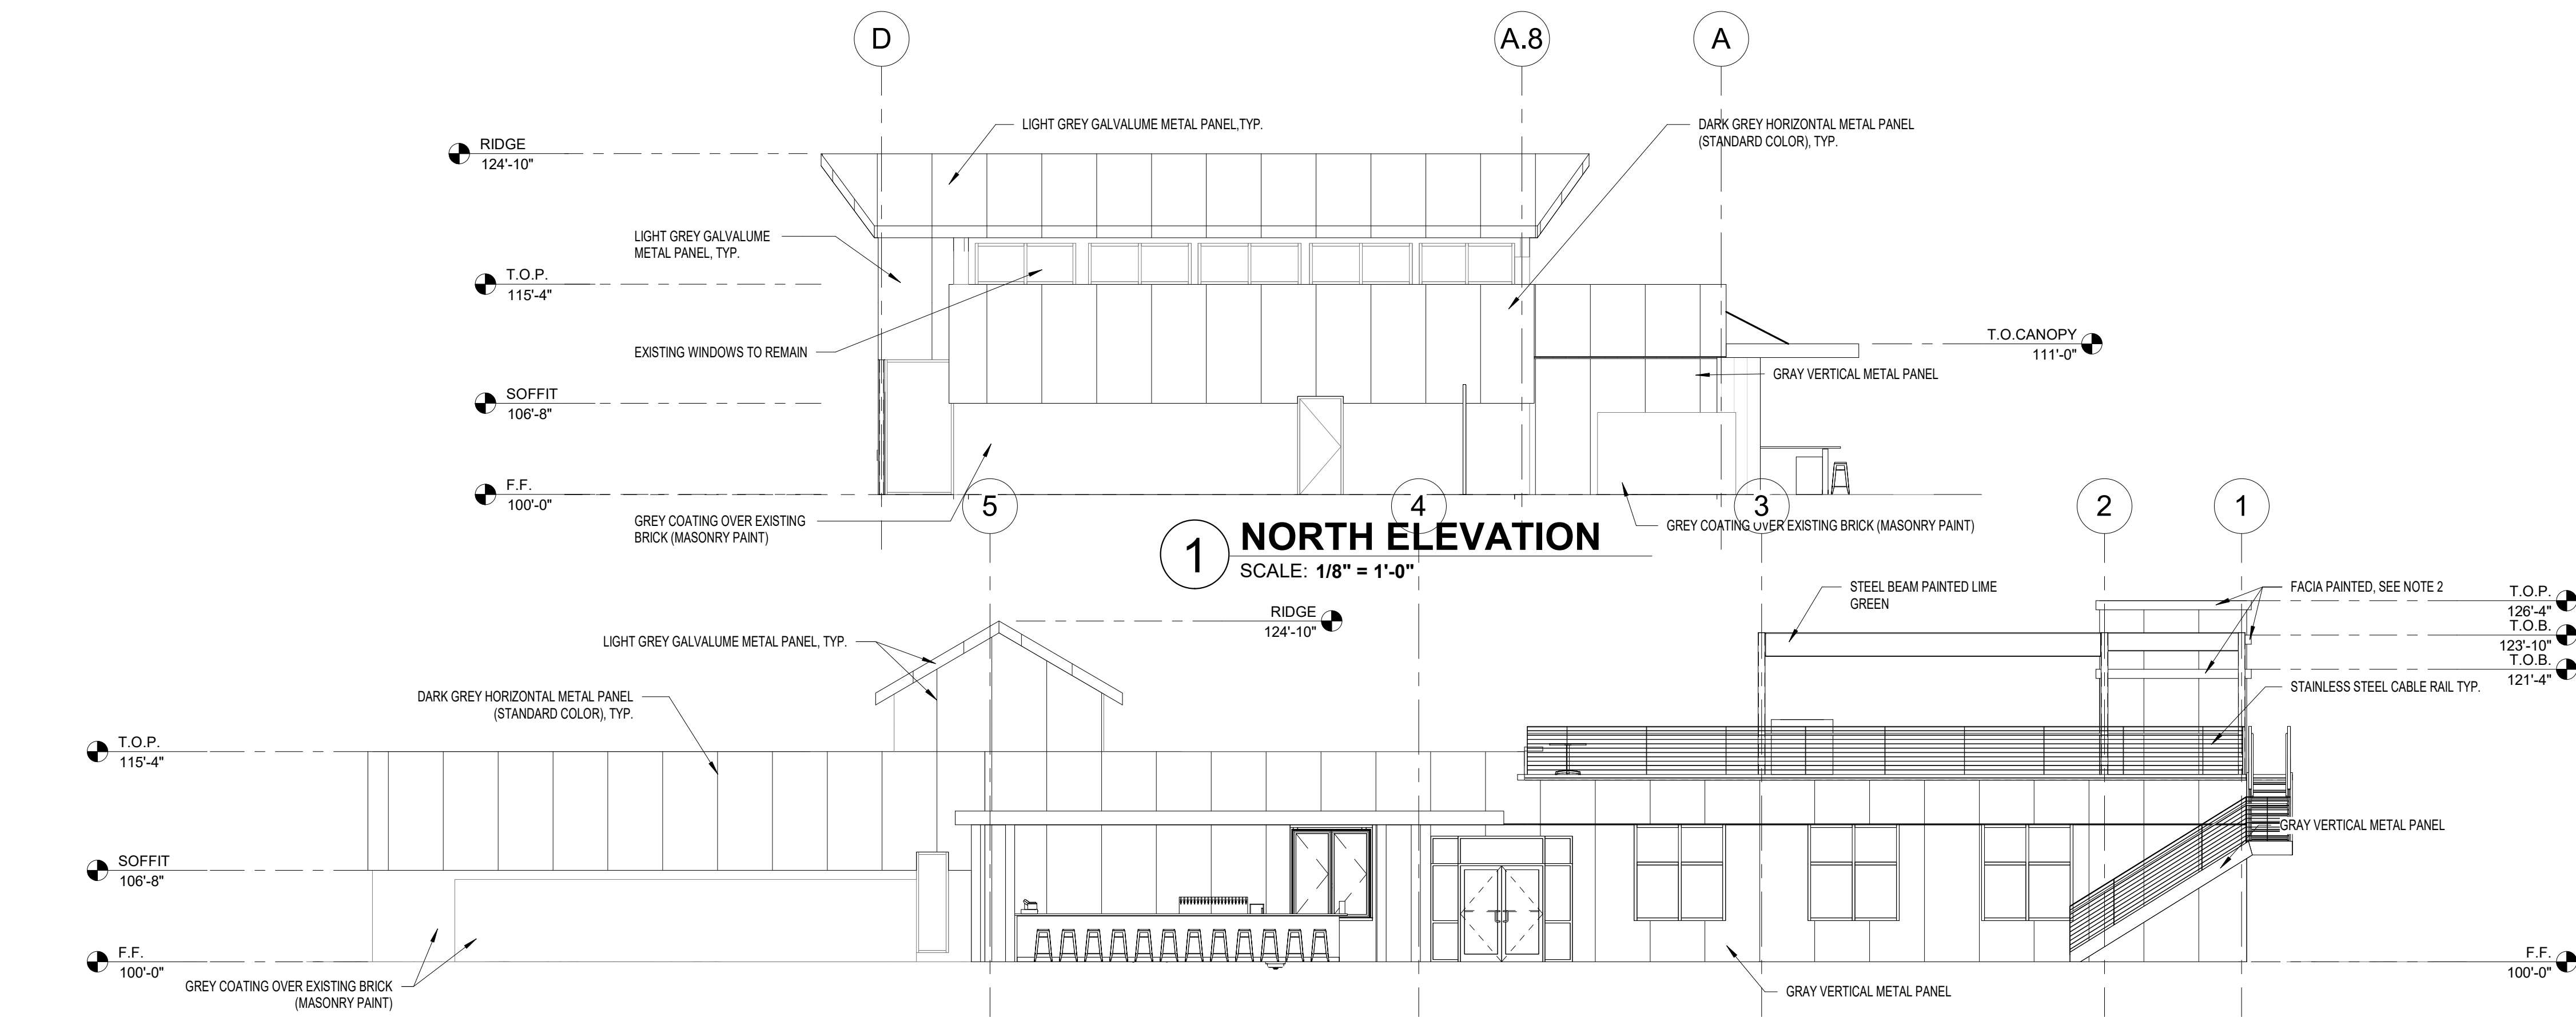 D
A.8
A
LIGHT GREY GALVALUME METAL PANEL,TYP.
DARK GREY HORIZONTAL METAL PANEL
(STANDARD COLOR), TYP.
RIDGE
124'-10"
LIGHT GREY GALVALUME
METAL PANEL, TYP.
T.O.P.
115'-4"
EXISTING WINDOWS TO REMAIN
T.O.CANOPY
111'-0"
GRAY VERTICAL METAL PANEL
SOFFIT
106'-8"
F.F.
100'-0"
GREY COATING OVER EXISTING
BRICK (MASONRY PAINT)
GREY COATING OVER EXISTING BRICK (MASONRY PAINT)
1
NORTH ELEVATION
SCALE: 1/8" = 1'-0"
5
4
3
2
1
STEEL BEAM PAINTED LIME
GREEN
FACIA PAINTED, SEE NOTE 2
T.O.P.
126'-4"
T.O.B.
123'-10"
T.O.B.
121'-4"
RIDGE
124'-10"
LIGHT GREY GALVALUME METAL PANEL, TYP.
DARK GREY HORIZONTAL METAL PANEL
(STANDARD COLOR), TYP.
STAINLESS STEEL CABLE RAIL TYP.
T.O.P.
115'-4"
GRAY VERTICAL METAL PANEL
SOFFIT
106'-8"
F.F.
100'-0"
F.F.
100'-0"
GREY COATING OVER EXISTING BRICK
(MASONRY PAINT)
GRAY VERTICAL METAL PANEL